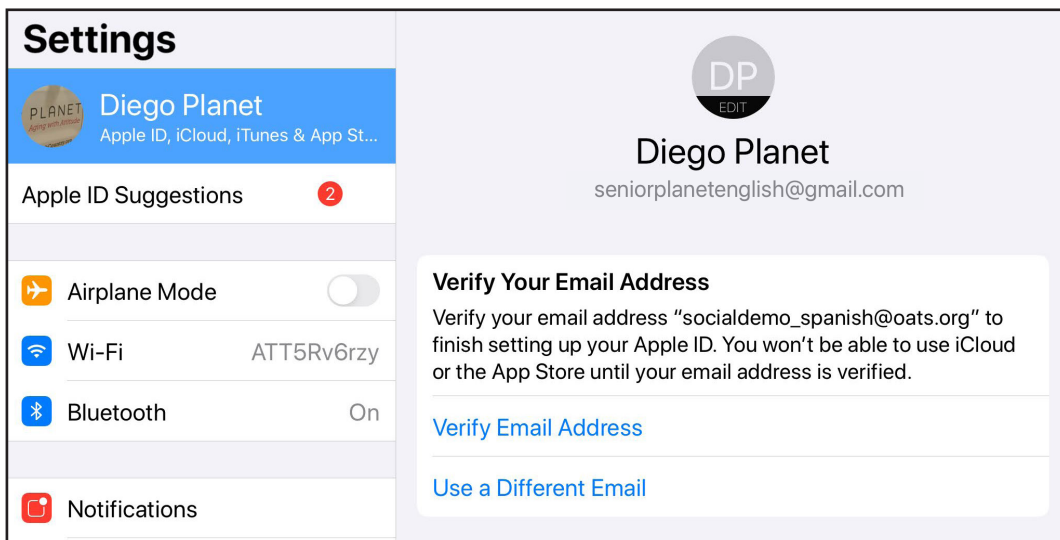 Settings
PLANET
Aging with Attitude
Diego Planet
Apple ID, iCloud, iTunes & App St...
Apple ID Suggestions
2
Airplane Mode
Wi-Fi
ATT5Rv6rzy
Bluetooth
On
Notifications
DP
EDIT
Diego Planet
seniorplanetenglish@gmail.com
Verify Your Email Address
Verify your email address “socialdemo_spanish@oats.org” to
finish setting up your Apple ID. You won’t be able to use iCloud
or the App Store until your email address is verified.
Verify Email Address
Use a Different Email